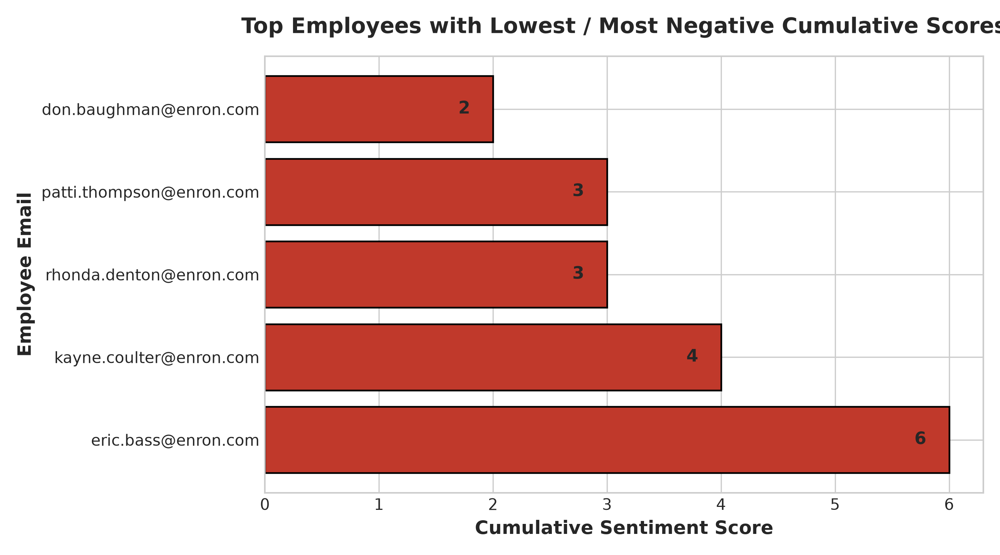 Top Employees with Lowest / Most Negative Cumulative Scores
don.baughman@enron.com
2
patti.thompson@enron.com
3
rhonda.denton@enron.com
3
kayne.coulter@enron.com
4
eric.bass@enron.com
6
Employee Email
0 1 2 3 4 5 6
Cumulative Sentiment Score